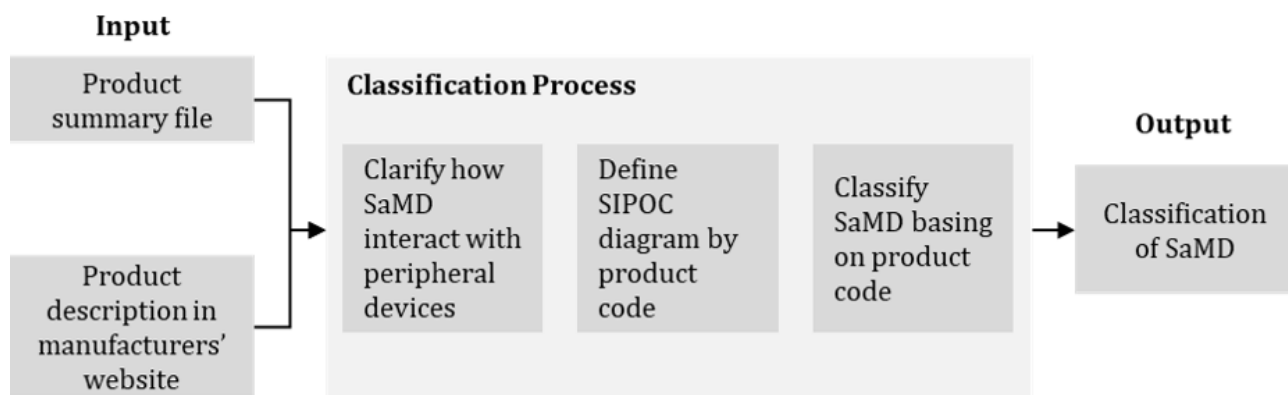 Input
Product
summary file
Product
description in
manufacturers’
website
Classification Process
Clarify how
SaMD
interact with
peripheral
devices
Define
SIPOC
diagram by
product
code
Classify
SaMD basing
on product
code
Output
Classification
of SaMD